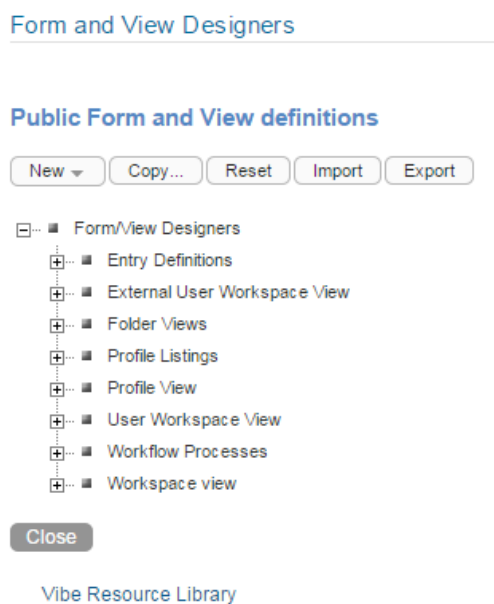 Form and View Designers
Public Form and View definitions
New Copy... Reset Import Export
Form/View Designers
Entry Definitions
External User Workspace View
Folder Views
Profile Listings
Profile View
User Workspace View
Workflow Processes
Workspace view
Close
Vibe Resource Library